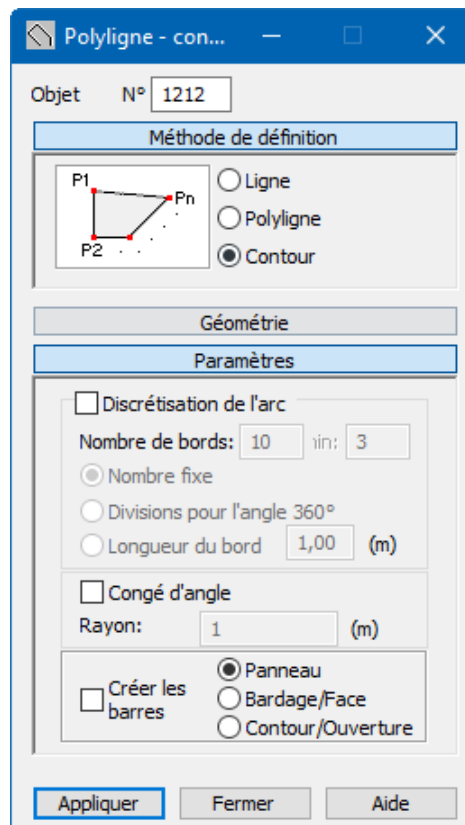 Polyligne - con...
Objet N° 1212
Méthode de définition
P1
Pn
P2
Ligne
Polyligne
Contour
Géométrie
Paramètres
Discrétisation de l'arc
Nombre de bords: 10 nin: 3
Nombre fixe
Divisions pour l'angle 360°
Longueur du bord 1,00 (m)
Congé d'angle
Rayon: 1 (m)
Créer les
barres
Panneau
Bardage/Face
Contour/Ouverture
Appliquer Fermer Aide